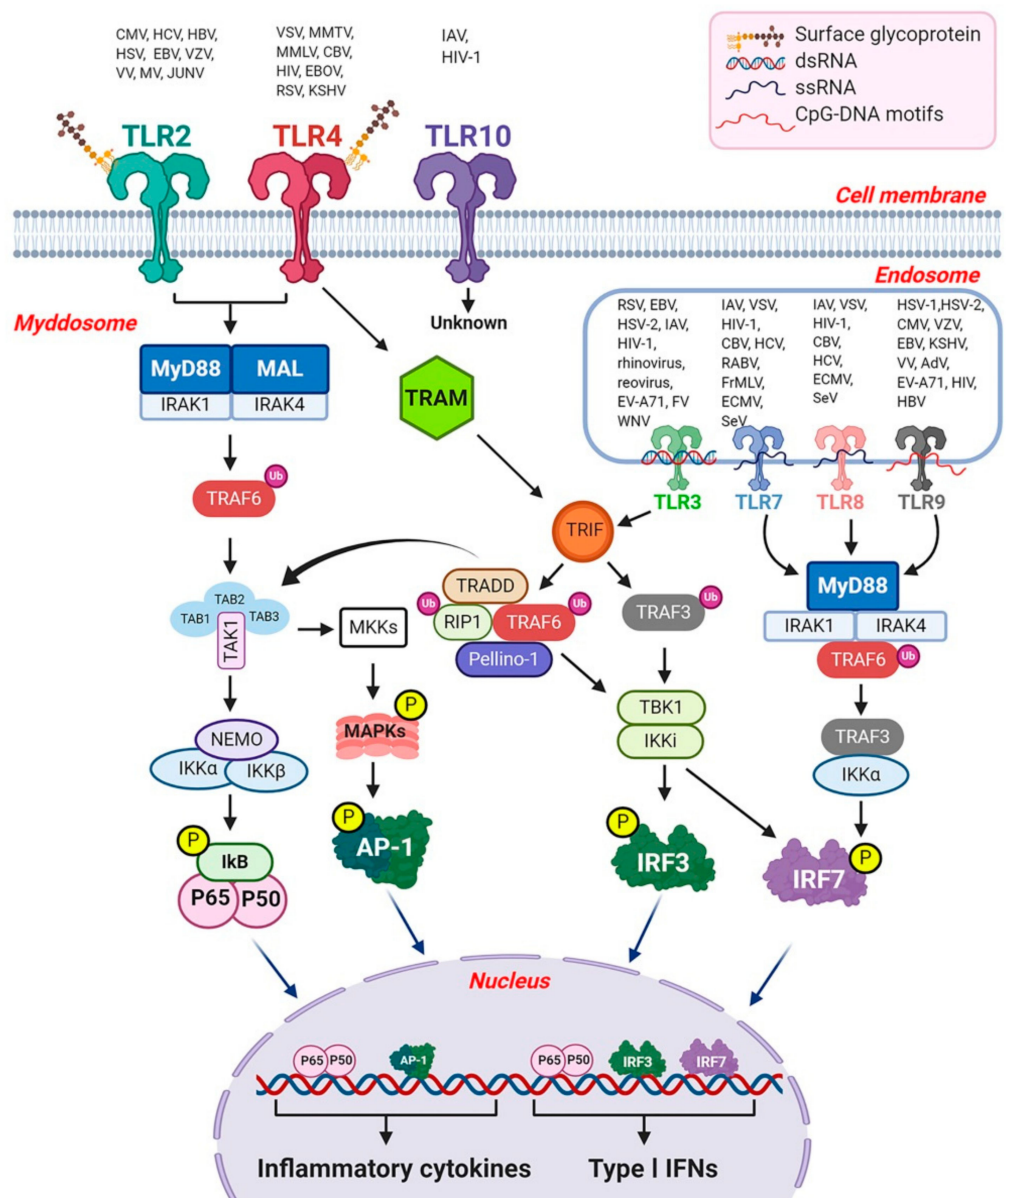 CMV, HCV, HBV,
HSV, EBV, VZV,
VV, MV, JUNV
VSV, MMTV,
MMLV, CBV,
HIV, EBOV,
RSV, KSHV
IAV,
HIV-1
Surface glycoprotein
dsRNA
ssRNA
CpG-DNA motifs
TLR2
TLR4
TLR10
Cell membrane
Endosome
Myddosome
Unknown
RSV, EBV,
HSV-2, IAV,
HIV-1,
rhinovirus,
reovirus,
EV-A71, FV
WNV
IAV, VSV,
HIV-1,
CBV, HCV,
RABV,
FrMLV,
ECMV,
SeV
IAV, VSV,
HIV-1,
CBV,
HCV,
ECMV,
SeV
HSV-1,HSV-2,
CMV, VZV,
EBV, KSHV,
VV, AdV,
EV-A71, HIV,
HBV
MyD88 MAL
IRAK1 IRAK4
TRAM
TLR3
TLR7
TLR8
TLR9
TRAF6
Ub
TRIF
TAB1
TAB2
TAB3
TAK1
MKKs
TRADD
Ub
RIP1
TRAF6
Ub
Pellino-1
TRAF3
Ub
MyD88
IRAK1 IRAK4
TRAF6
Ub
NEMO
IKKα
IKKβ
P
MAPKs
TBK1
IKKi
TRAF3
IKKα
P
IkB
P65 P50
P
AP-1
P
IRF3
IRF7
P
Nucleus
P65 P50
AP-1
P65 P50
IRF3
IRF7
Inflammatory cytokines
Type I IFNs